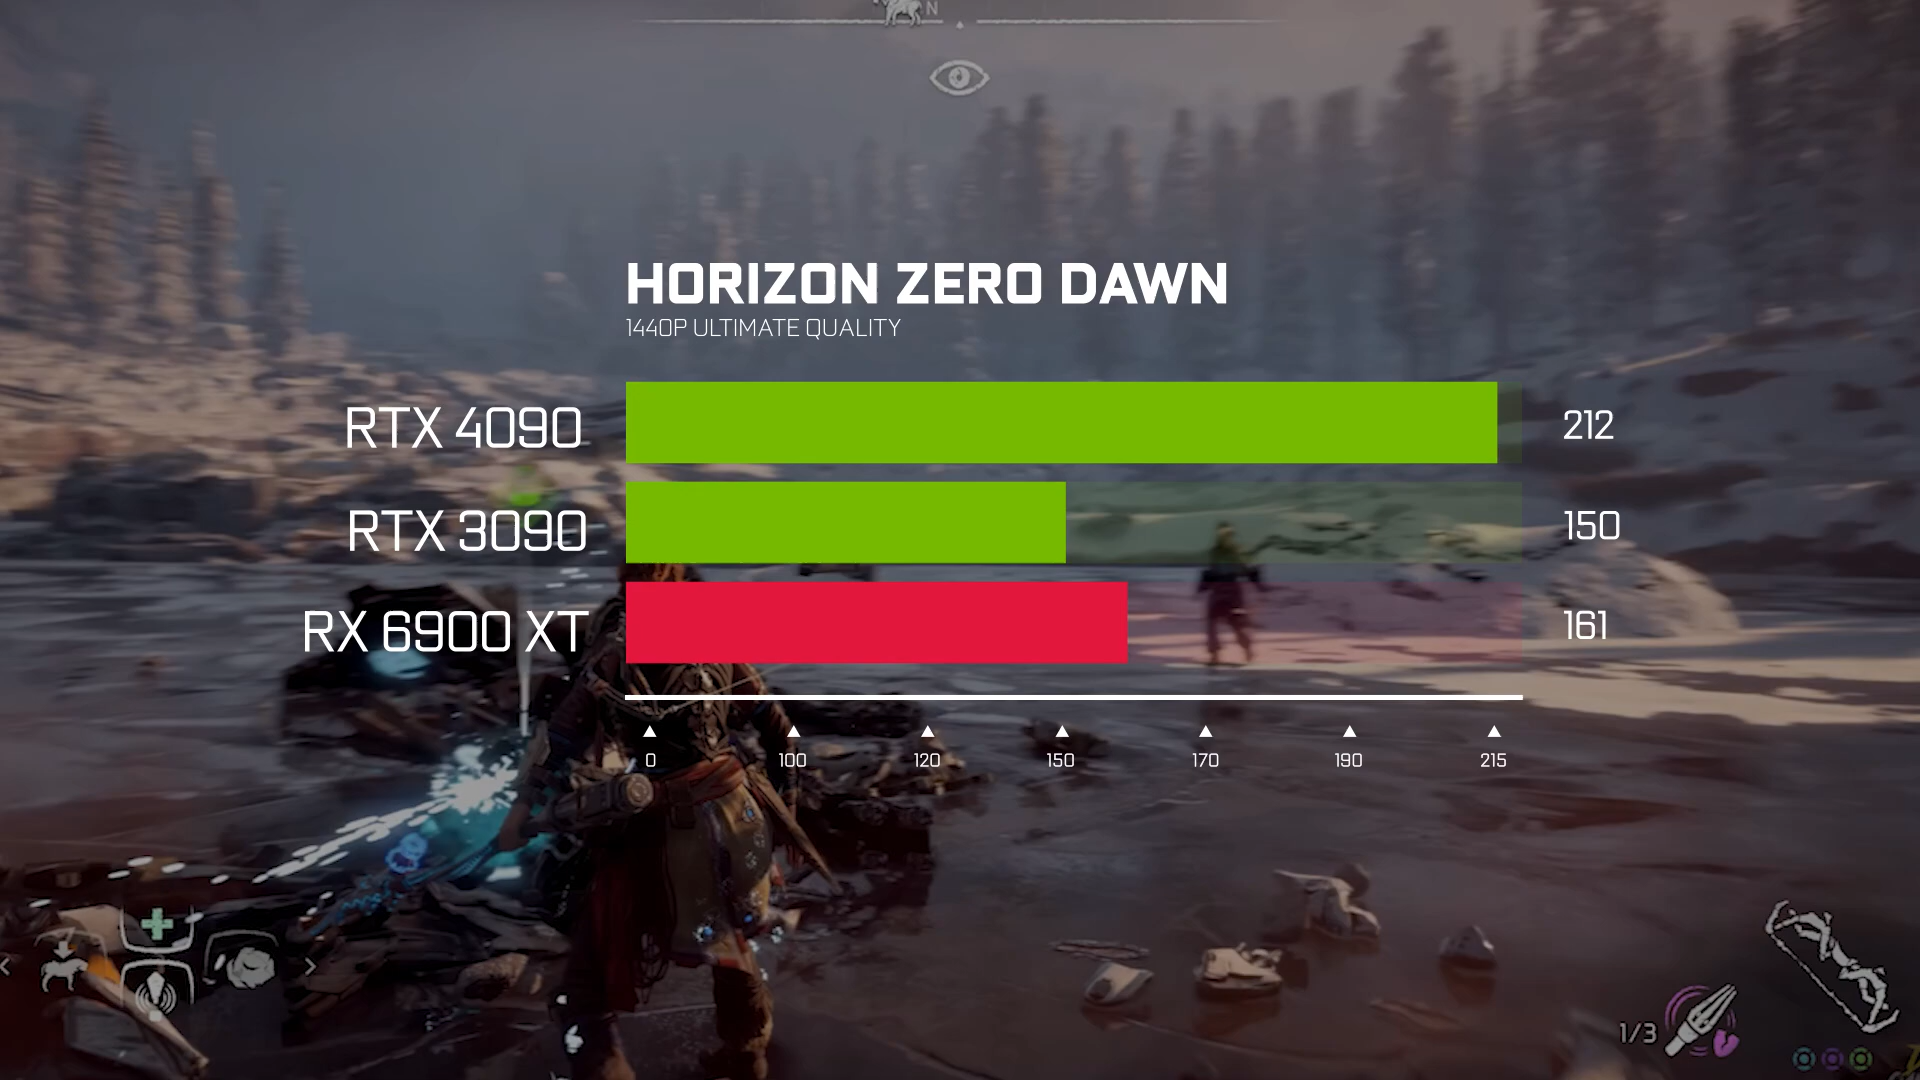 N
HORIZON ZERO DAWN
1440P ULTIMATE QUALITY
RTX 4090 212
RTX 3090 150
RX 6900 XT 161
0 100 120 150 170 190 215
1/3